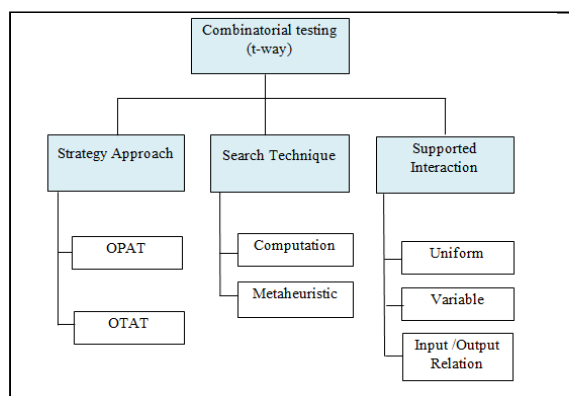 Combinatorial testing
(t-way)
Strategy Approach
Search Technique
Supported
Interaction
OPAT
OTAT
Computation
Metaheuristic
Uniform
Variable
Input /Output
Relation